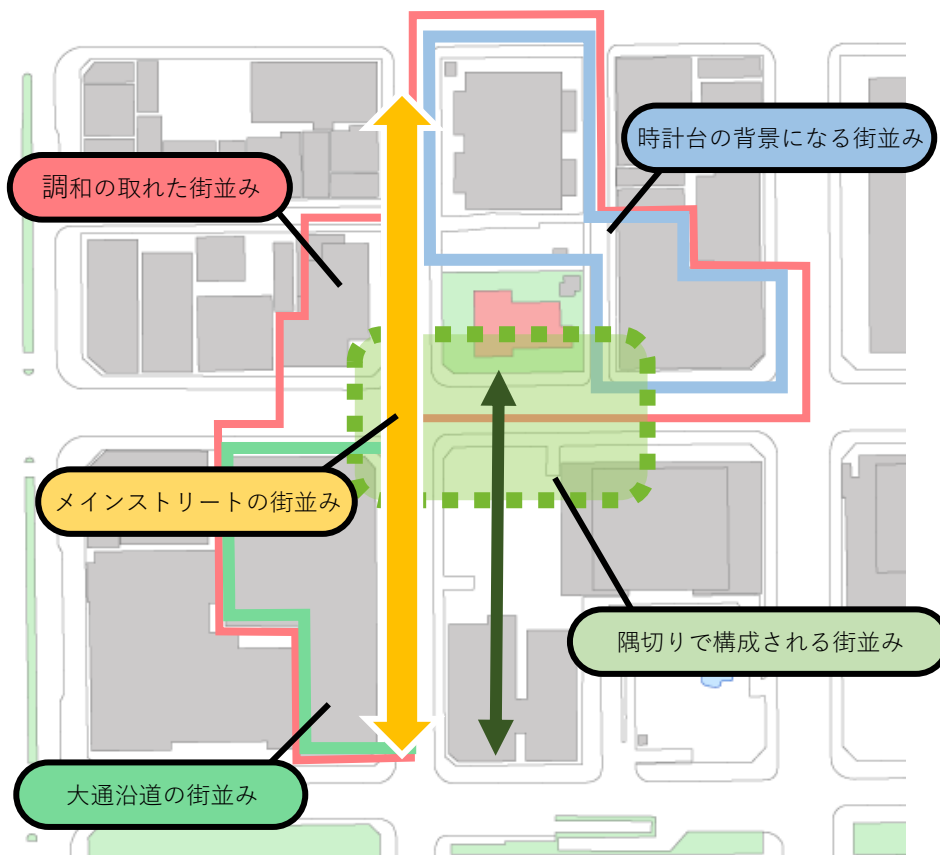 時計台の背景になる街並み
調和の取れた街並み
メインストリートの街並み
隅切りで構成される街並み
大通沿道の街並み